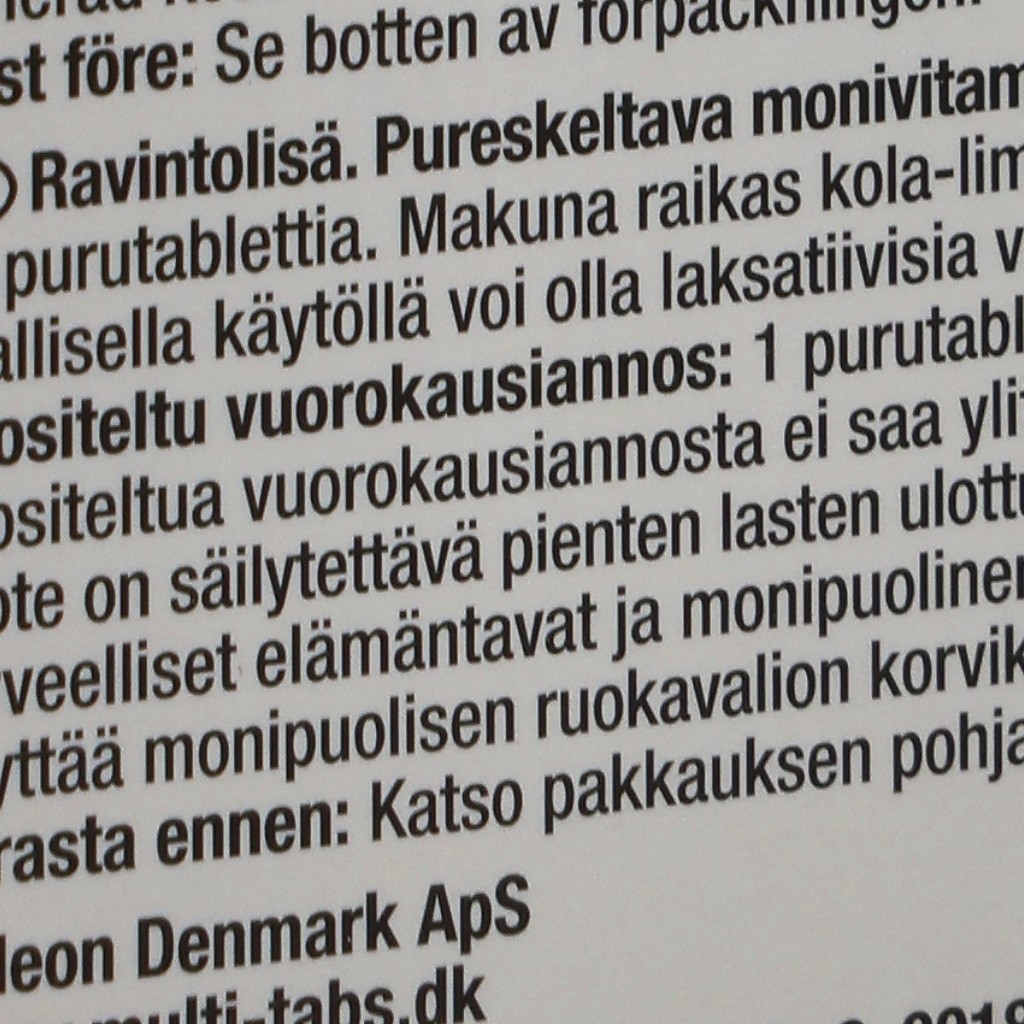 st före: Se botten av förpackningen.
Ravintolisä. Pureskeltava monivitam
purutablettia. Makuna raikas kola-lim
allisella käytöllä voi olla laksatiivisia v
ositeltu vuorokausiannos: 1 purutabl
ositeltua vuorokausiannosta ei saa ylit
ote on säilytettävä pienten lasten ulottu
veelliset elämäntavat ja monipuolinen
yttää monipuolisen ruokavalion korvik
rasta ennen: Katso pakkauksen pohja
leon Denmark ApS
multi-tabs.dk